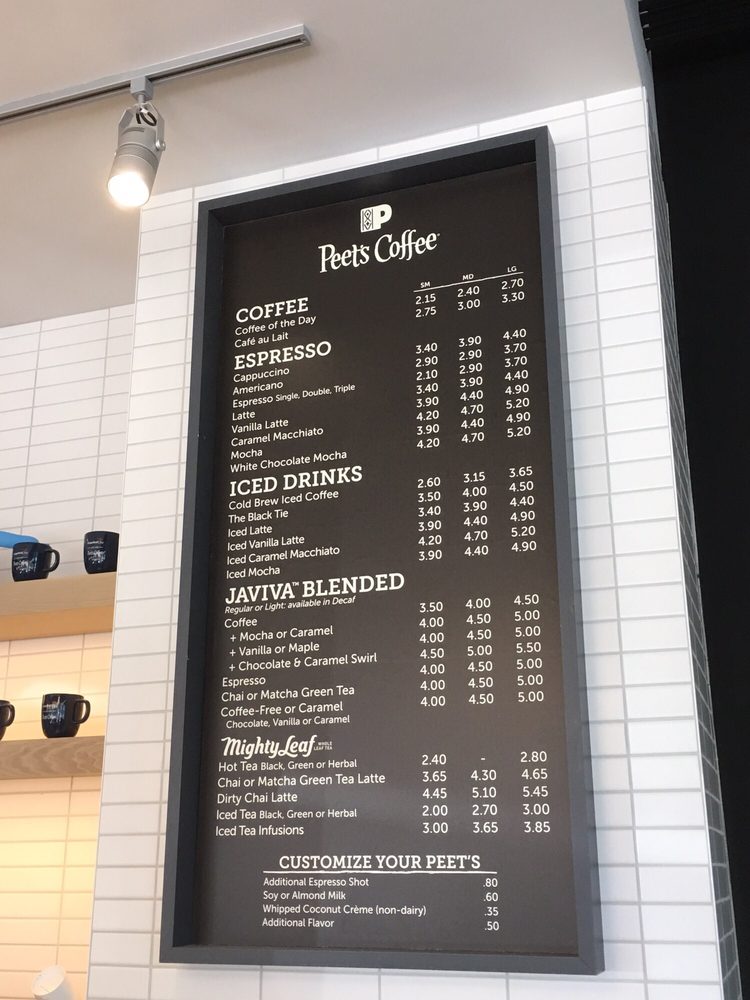 Peet's Coffee®
SM MD LG
COFFEE
Coffee of the Day 2.15 2.40 2.70
Café au Lait 2.75 3.00 3.30
ESPRESSO
Cappuccino 3.40 3.90 4.40
Americano 2.90 2.90 3.70
Espresso Single, Double, Triple 2.10 2.90 3.70
Latte 3.40 3.90 4.40
Vanilla Latte 3.90 4.40 4.90
Caramel Macchiato 4.20 4.70 5.20
Mocha 3.90 4.40 4.90
White Chocolate Mocha 4.20 4.70 5.20
ICED DRINKS
Cold Brew Iced Coffee 2.60 3.15 3.65
The Black Tie 3.50 4.00 4.50
Iced Latte 3.40 3.90 4.40
Iced Vanilla Latte 3.90 4.40 4.90
Iced Caramel Macchiato 4.20 4.70 5.20
Iced Mocha 3.90 4.40 4.90
JAVIVA™ BLENDED
Regular or Light: available in Decaf
Coffee 3.50 4.00 4.50
+ Mocha or Caramel 4.00 4.50 5.00
+ Vanilla or Maple 4.00 4.50 5.00
+ Chocolate & Caramel Swirl 4.50 5.00 5.50
Espresso 4.00 4.50 5.00
Chai or Matcha Green Tea 4.00 4.50 5.00
Coffee-Free or Caramel 4.00 4.50 5.00
Chocolate, Vanilla or Caramel
Mighty Leaf WHOLE LEAF TEA
Hot Tea Black, Green or Herbal 2.40 - 2.80
Chai or Matcha Green Tea Latte 3.65 4.30 4.65
Dirty Chai Latte 4.45 5.10 5.45
Iced Tea Black, Green or Herbal 2.00 2.70 3.00
Iced Tea Infusions 3.00 3.65 3.85
CUSTOMIZE YOUR PEET'S
Additional Espresso Shot .80
Soy or Almond Milk .60
Whipped Coconut Crème (non-dairy) .35
Additional Flavor .50